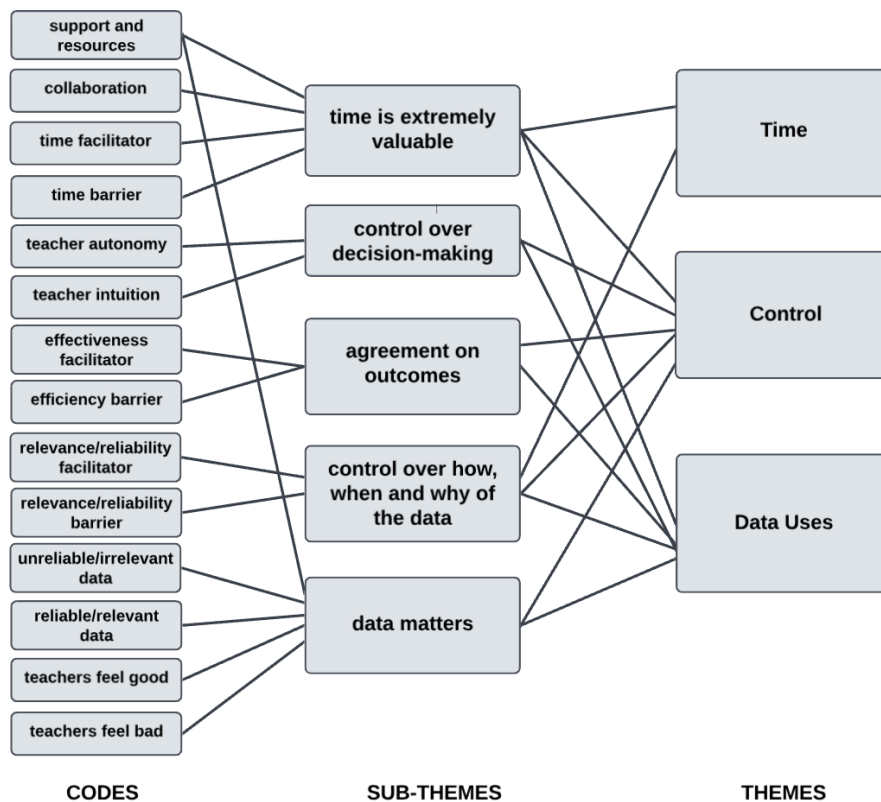 support and
resources
collaboration
time facilitator
time barrier
teacher autonomy
teacher intuition
effectiveness
facilitator
efficiency barrier
relevance/reliability
facilitator
relevance/reliability
barrier
unreliable/irrelevant
data
reliable/relevant
data
teachers feel good
teachers feel bad
CODES
time is extremely
valuable
control over
decision-making
agreement on
outcomes
control over how,
when and why of
the data
data matters
SUB-THEMES
Time
Control
Data Uses
THEMES